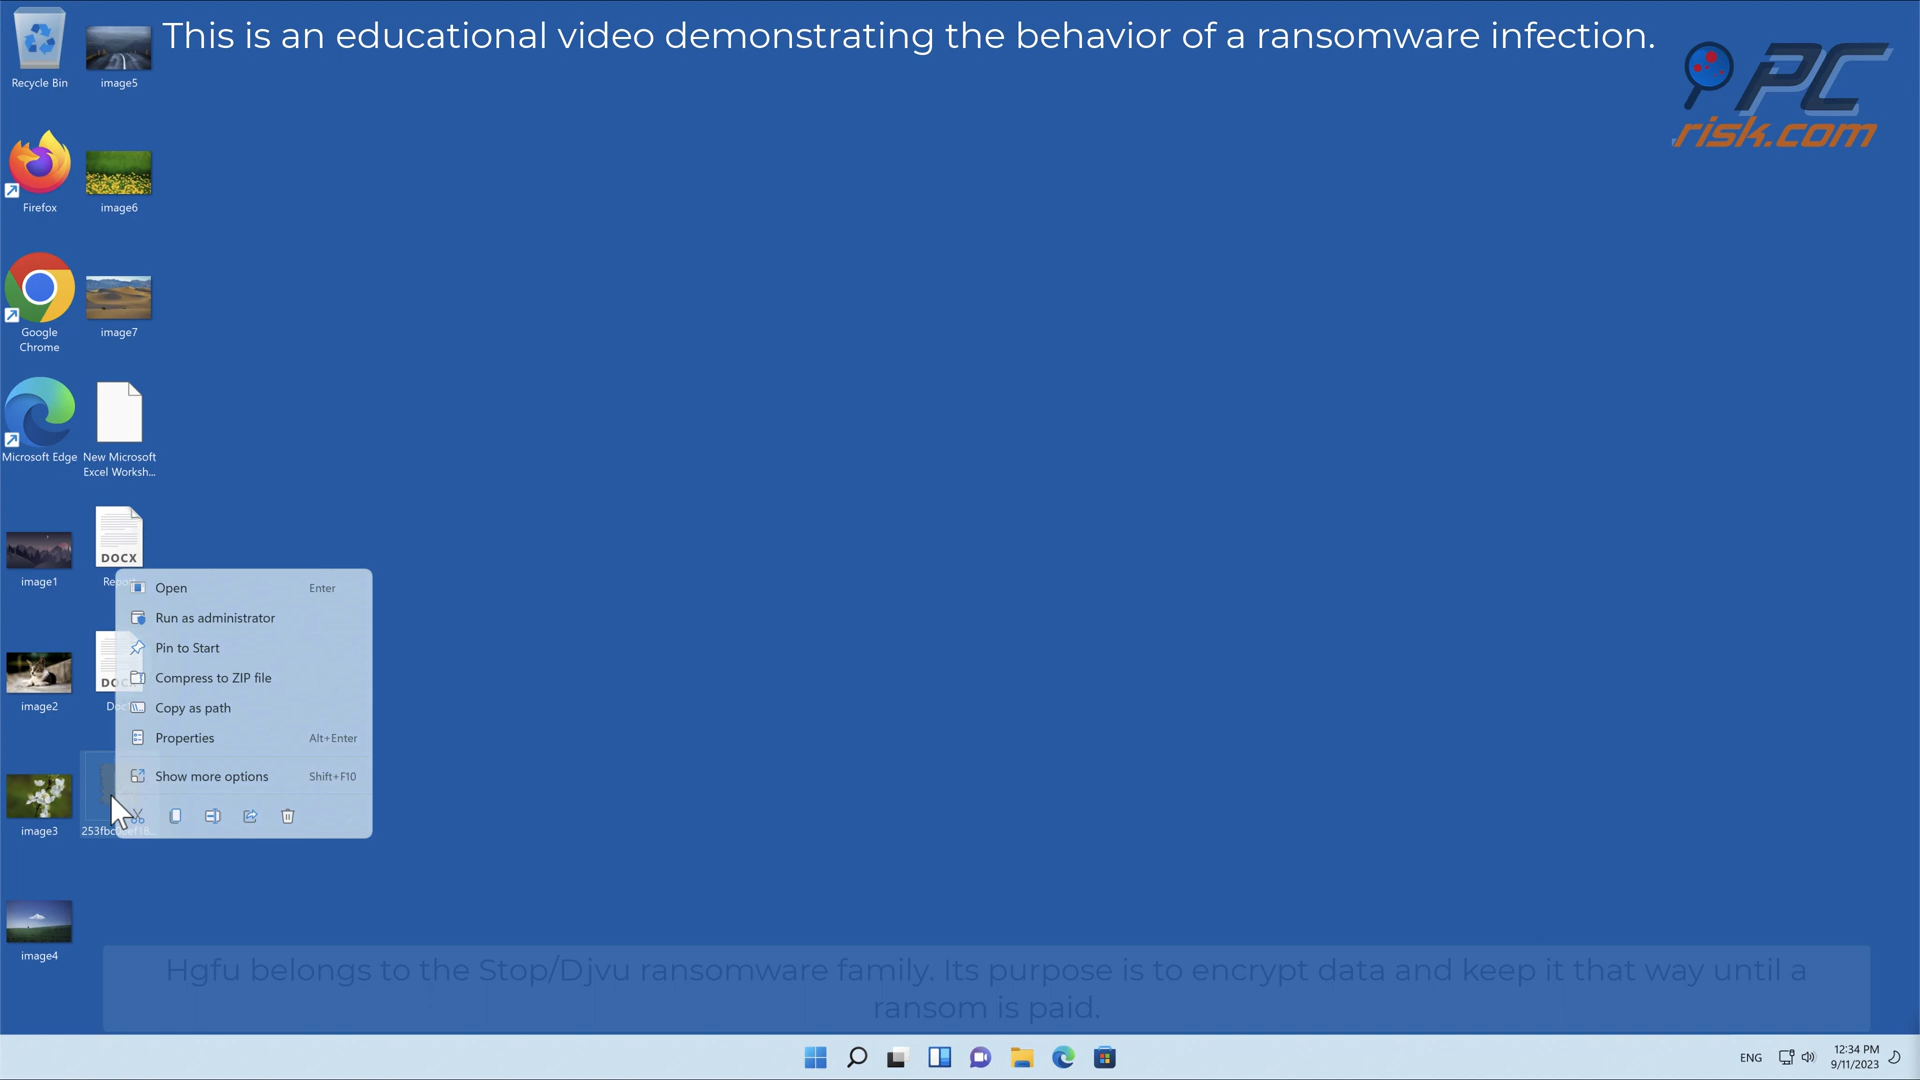 This is an educational video demonstrating the behavior of a ransomware infection.
PC
risk.com
Recycle Bin
image5
Firefox
image6
Google
Chrome
image7
Microsoft Edge
New Microsoft
Excel Worksh...
DOCX
image1
image2
image3
image4
Open Enter
Run as administrator
Pin to Start
Compress to ZIP file
Copy as path
Properties Alt+Enter
Show more options Shift+F10
Hgfu belongs to the Stop/Djvu ransomware family. Its purpose is to encrypt data and keep it that way until a
ransom is paid.
ENG
12:34 PM
9/11/2023